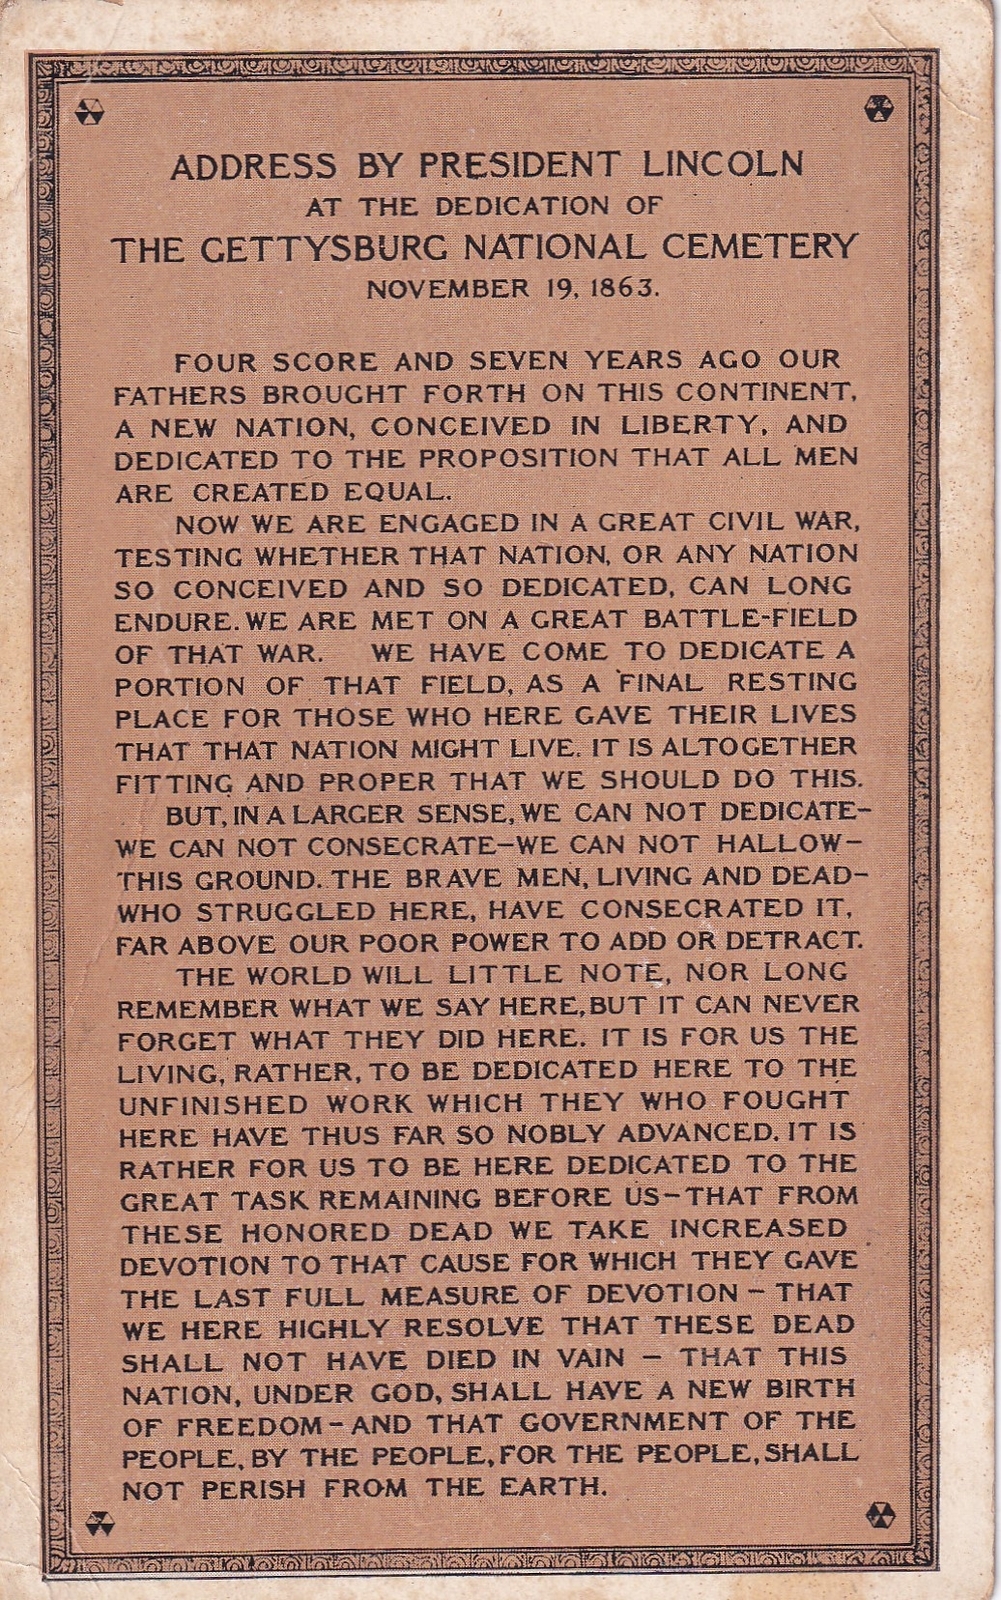 ADDRESS BY PRESIDENT LINCOLN
AT THE DEDICATION OF
THE GETTYSBURG NATIONAL CEMETERY
NOVEMBER 19, 1863.
FOUR SCORE AND SEVEN YEARS AGO OUR
FATHERS BROUGHT FORTH ON THIS CONTINENT,
A NEW NATION, CONCEIVED IN LIBERTY, AND
DEDICATED TO THE PROPOSITION THAT ALL MEN
ARE CREATED EQUAL.
NOW WE ARE ENGAGED IN A GREAT CIVIL WAR,
TESTING WHETHER THAT NATION, OR ANY NATION
SO CONCEIVED AND SO DEDICATED, CAN LONG
ENDURE. WE ARE MET ON A GREAT BATTLE-FIELD
OF THAT WAR. WE HAVE COME TO DEDICATE A
PORTION OF THAT FIELD, AS A FINAL RESTING
PLACE FOR THOSE WHO HERE GAVE THEIR LIVES
THAT THAT NATION MIGHT LIVE. IT IS ALTOGETHER
FITTING AND PROPER THAT WE SHOULD DO THIS.
BUT, IN A LARGER SENSE, WE CAN NOT DEDICATE—
WE CAN NOT CONSECRATE—WE CAN NOT HALLOW—
THIS GROUND. THE BRAVE MEN, LIVING AND DEAD—
WHO STRUGGLED HERE, HAVE CONSECRATED IT,
FAR ABOVE OUR POOR POWER TO ADD OR DETRACT.
THE WORLD WILL LITTLE NOTE, NOR LONG
REMEMBER WHAT WE SAY HERE, BUT IT CAN NEVER
FORGET WHAT THEY DID HERE. IT IS FOR US THE
LIVING, RATHER, TO BE DEDICATED HERE TO THE
UNFINISHED WORK WHICH THEY WHO FOUGHT
HERE HAVE THUS FAR SO NOBLY ADVANCED. IT IS
RATHER FOR US TO BE HERE DEDICATED TO THE
GREAT TASK REMAINING BEFORE US—THAT FROM
THESE HONORED DEAD WE TAKE INCREASED
DEVOTION TO THAT CAUSE FOR WHICH THEY GAVE
THE LAST FULL MEASURE OF DEVOTION — THAT
WE HERE HIGHLY RESOLVE THAT THESE DEAD
SHALL NOT HAVE DIED IN VAIN — THAT THIS
NATION, UNDER GOD, SHALL HAVE A NEW BIRTH
OF FREEDOM — AND THAT GOVERNMENT OF THE
PEOPLE, BY THE PEOPLE, FOR THE PEOPLE, SHALL
NOT PERISH FROM THE EARTH.